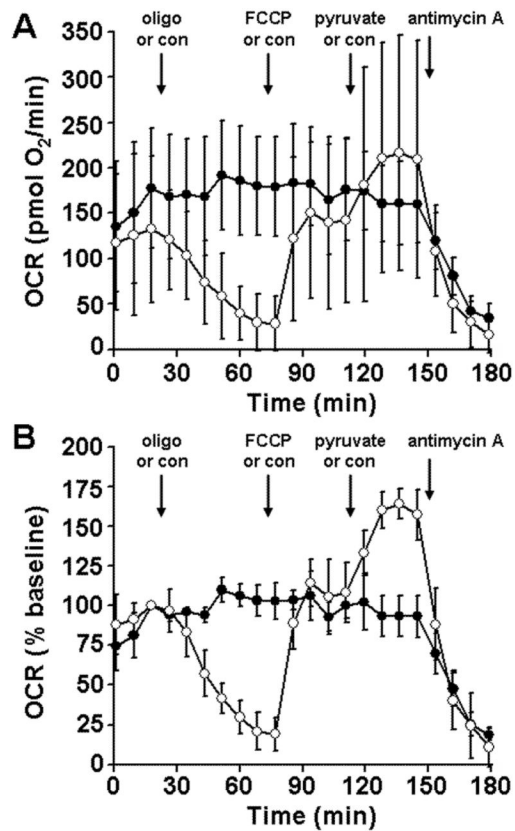 A
oligo
or con
FCCP
or con
pyruvate
or con
antimycin A
OCR (pmol O2/min)
350
300
250
200
150
100
50
0
0 30 60 90 120 150 180
Time (min)
B
oligo
or con
FCCP
or con
pyruvate
or con
antimycin A
OCR (% baseline)
200
175
150
125
100
75
50
25
0
0 30 60 90 120 150 180
Time (min)